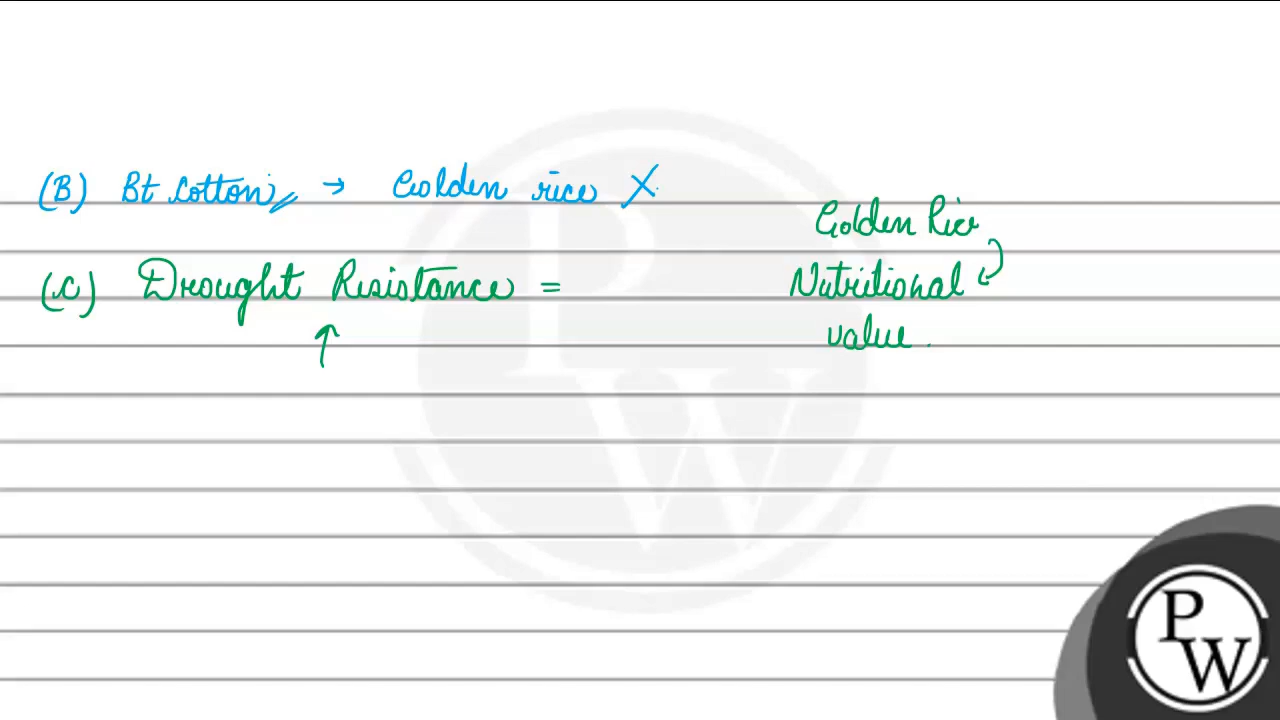 (B) Bt Cotton → Golden rice X
Golden Rice
(C) Drought Resistance =
Nutritional
value.
↑
P
W
P
W